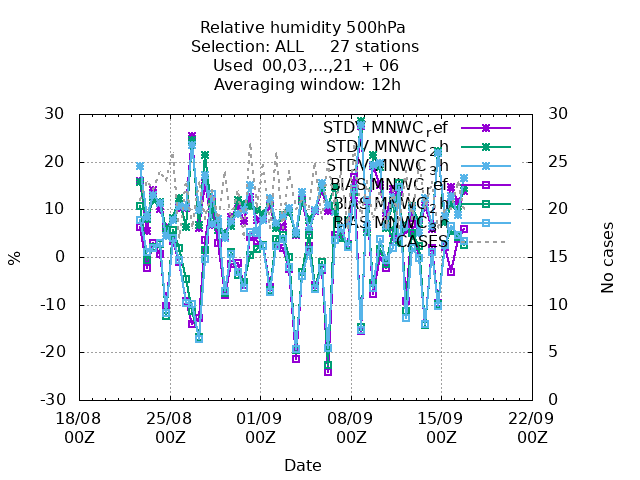 Relative humidity 500hPa
Selection: ALL 27 stations
Used 00,03,...,21 + 06
Averaging window: 12h
STDV MNWC_ref
STDV MNWC_2h
STDV MNWC_3h
BIAS MNWC_ref
BIAS MNWC_2h
BIAS MNWC_3h
CASES
30 20 10 0 -10 -20 -30
%
30 25 20 15 10 5 0
No cases
18/08 25/08 01/09 08/09 15/09 22/09
00Z 00Z 00Z 00Z 00Z 00Z
Date